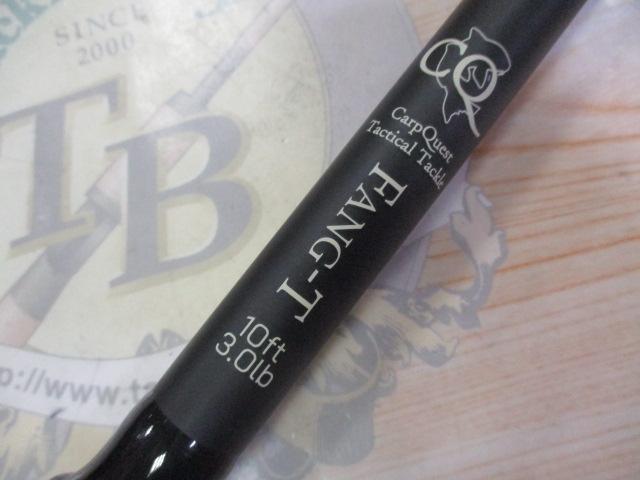 SINCE
2000
TB
CQ
CarpQuest
Tactical Tackle
FANG-T
10ft
3.0lb
p://www.ta